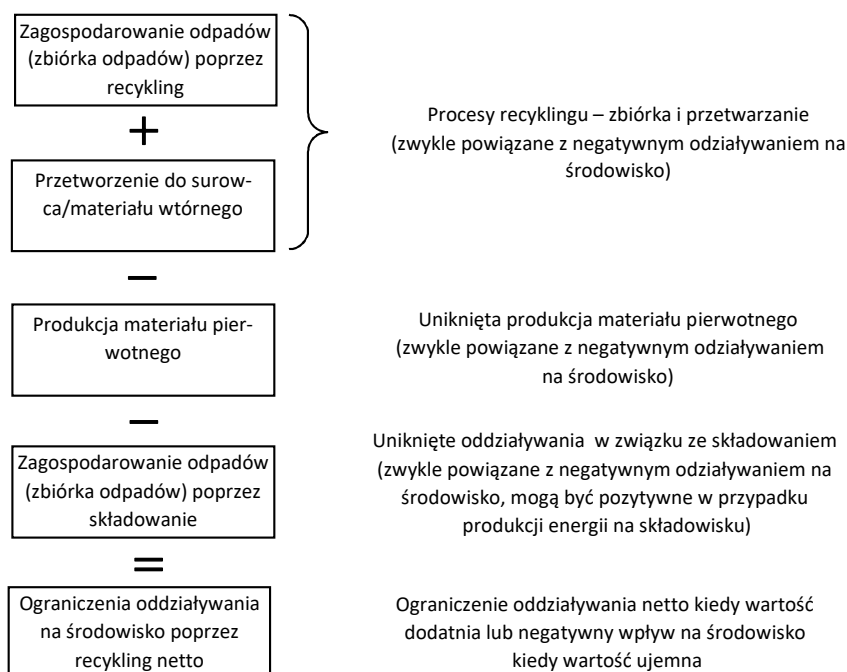 Zagospodarowanie odpadów
(zbiórka odpadów) poprzez
recykling
+
Procesy recyklingu – zbiórka i przetwarzanie
(zwykle powiązane z negatywnym odziaływaniem na
środowisko)
Przetworzenie do surow-
ca/materiału wtórnego
–
Produkcja materiału pier-
wotnego
Uniknięta produkcja materiału pierwotnego
(zwykle powiązane z negatywnym odziaływaniem
na środowisko)
–
Zagospodarowanie odpadów
(zbiórka odpadów) poprzez
składowanie
Uniknięte oddziaływania w związku ze składowaniem
(zwykle powiązane z negatywnym odziaływaniem na
środowisko, mogą być pozytywne w przypadku
produkcji energii na składowisku)
=
Ograniczenia oddziaływania
na środowisko poprzez
recykling netto
Ograniczenie oddziaływania netto kiedy wartość
dodatnia lub negatywny wpływ na środowisko
kiedy wartość ujemna